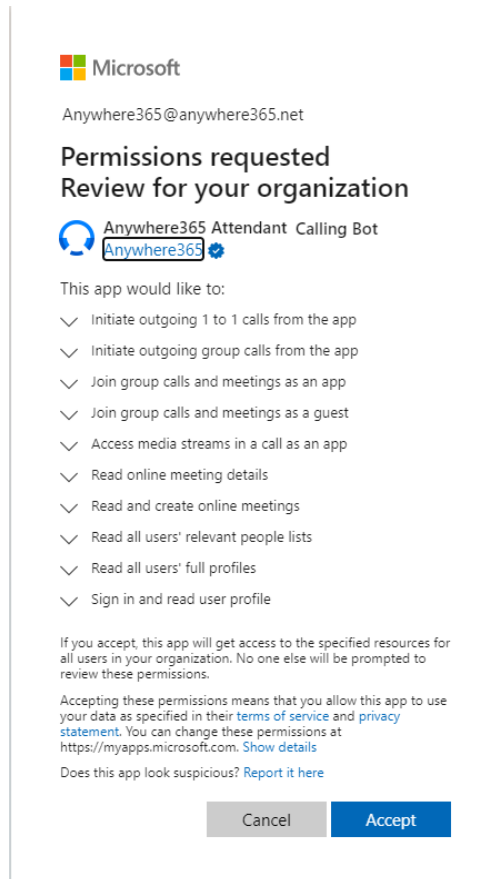 Microsoft
Anywhere365@anywhere365.net
Permissions requested
Review for your organization
Anywhere365 Attendant Calling Bot
Anywhere365
This app would like to:
Initiate outgoing 1 to 1 calls from the app
Initiate outgoing group calls from the app
Join group calls and meetings as an app
Join group calls and meetings as a guest
Access media streams in a call as an app
Read online meeting details
Read and create online meetings
Read all users' relevant people lists
Read all users' full profiles
Sign in and read user profile
If you accept, this app will get access to the specified resources for
all users in your organization. No one else will be prompted to
review these permissions.
Accepting these permissions means that you allow this app to use
your data as specified in their terms of service and privacy
statement. You can change these permissions at
https://myapps.microsoft.com. Show details
Does this app look suspicious? Report it here
Cancel Accept